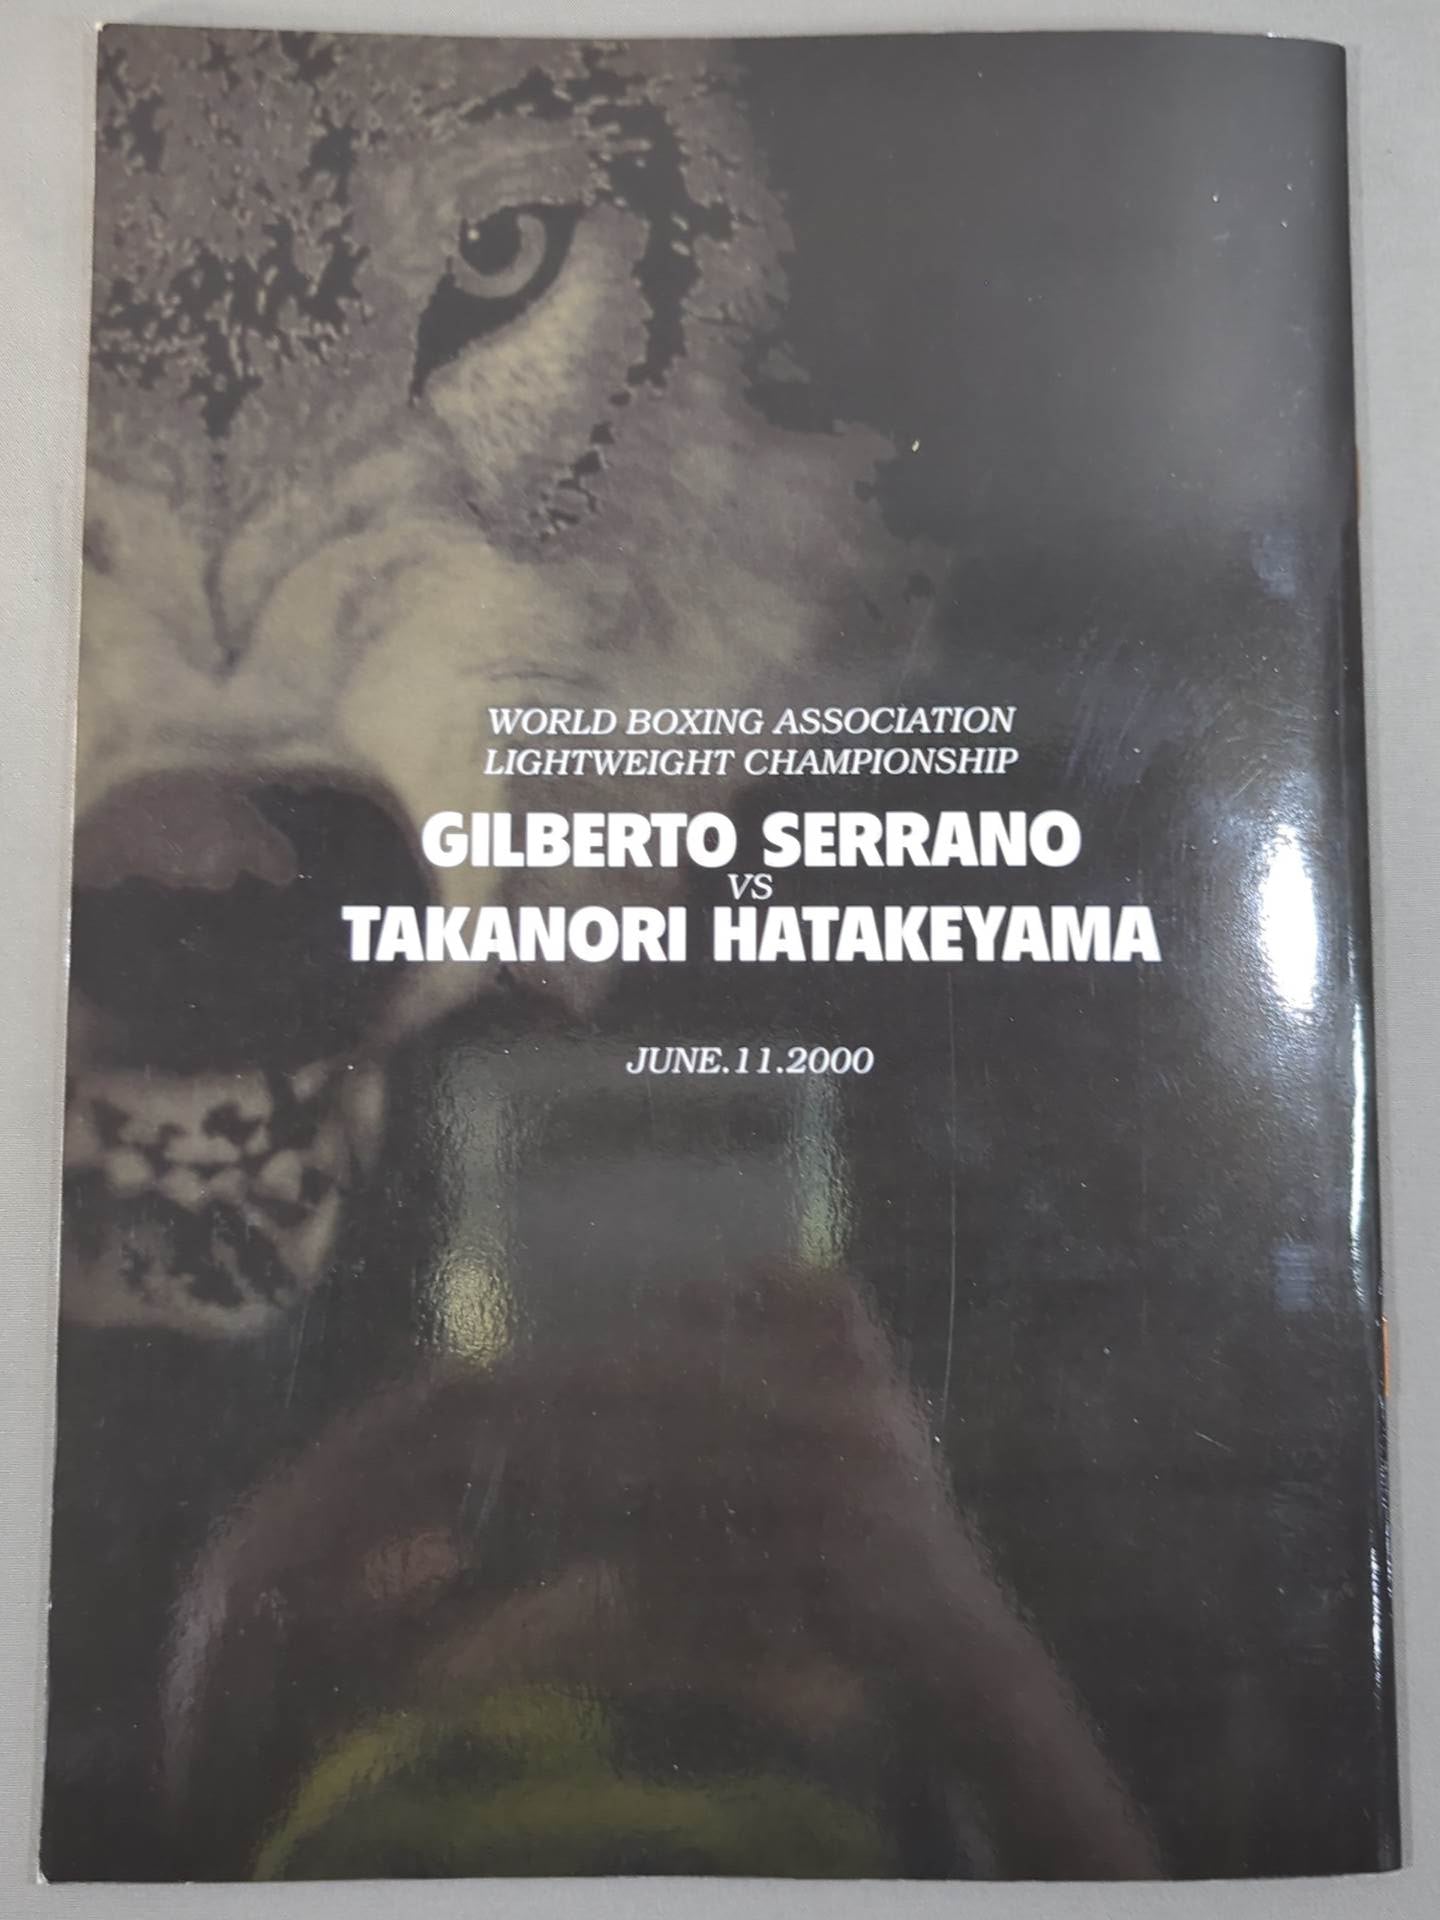 WORLD BOXING ASSOCIATION
LIGHTWEIGHT CHAMPIONSHIP
GILBERTO SERRANO
VS
TAKANORI HATAKEYAMA
JUNE.11.2000